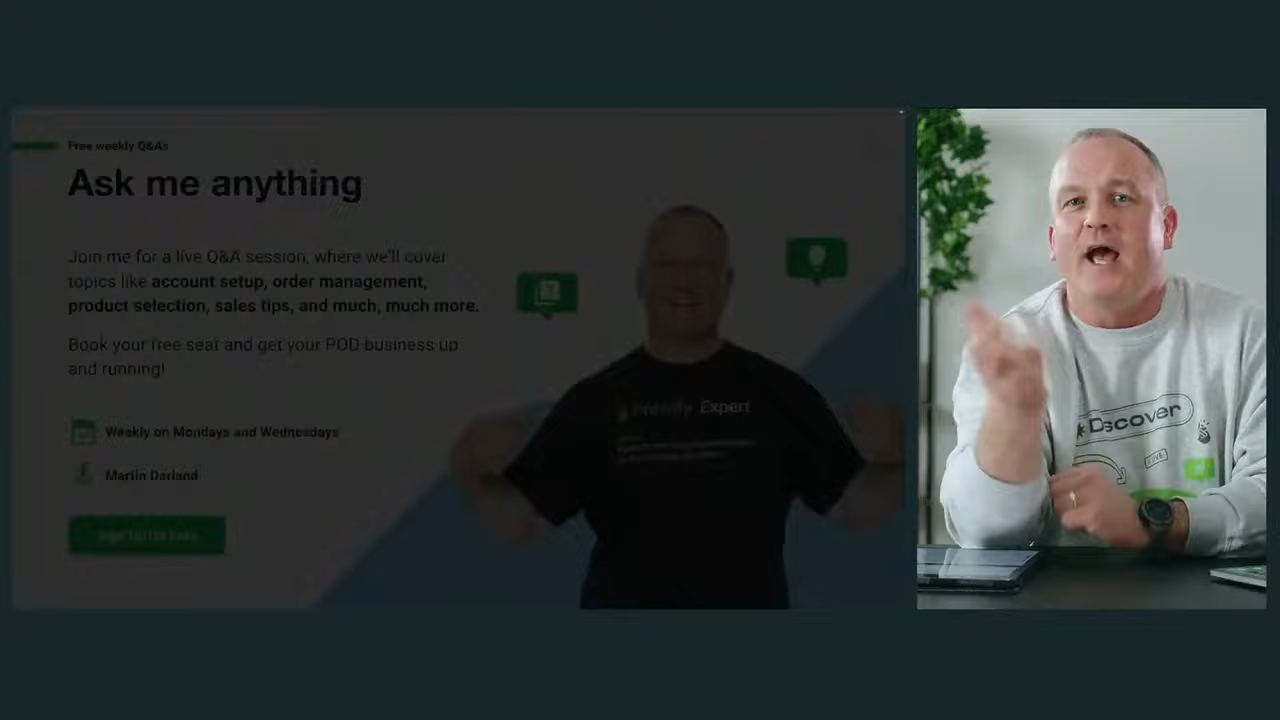 Free weekly Q&As
Ask me anything
Join me for a live Q&A session, where we'll cover
topics like account setup, order management,
product selection, sales tips, and much, much more.
Book your free seat and get your POD business up
and running!
Weekly on Mondays and Wednesdays
Martin Darland
Expert
Discover
LIVE